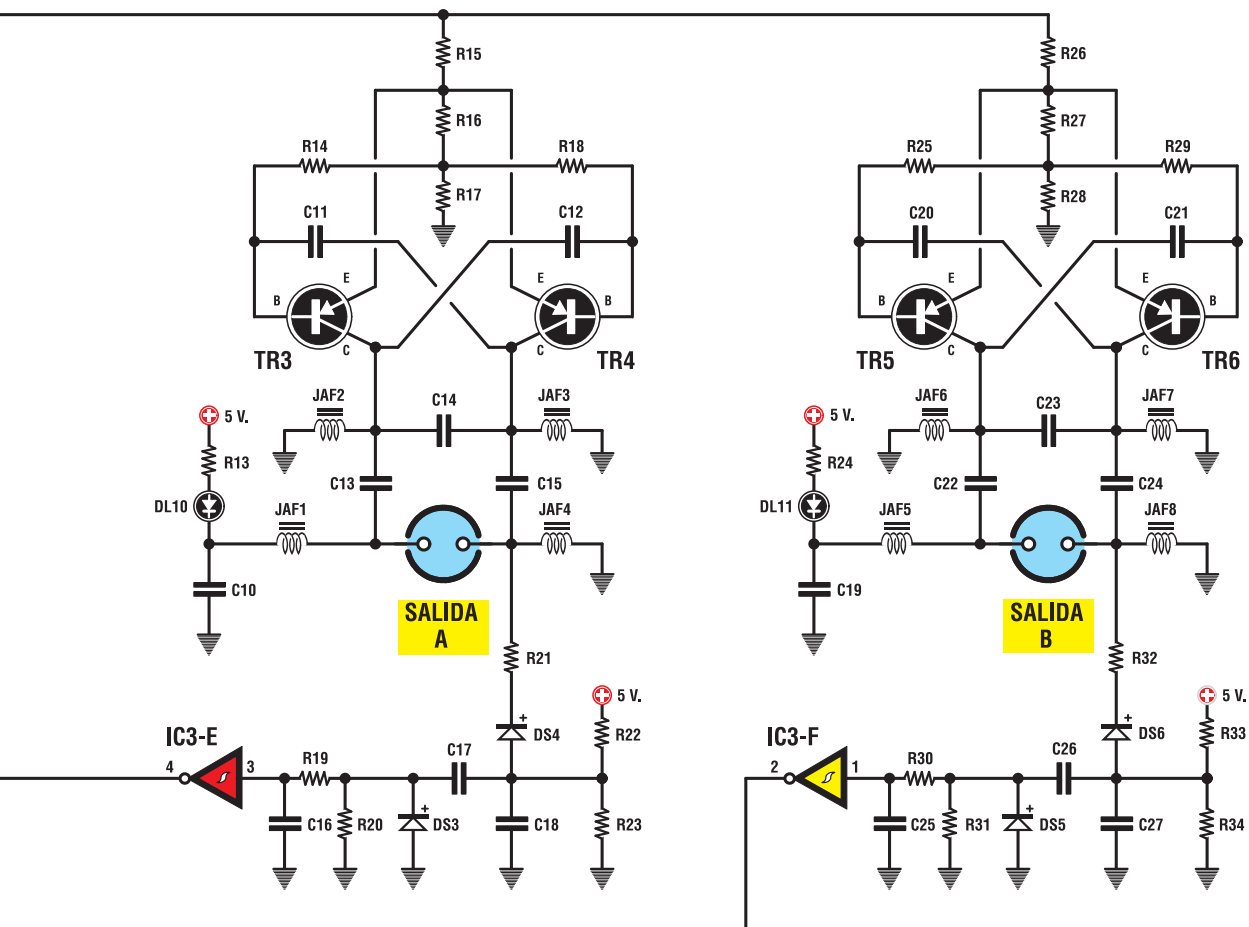 R15
R26
R16
R27
R14
R18
R25
R29
R17
R28
C11
C12
C20
C21
E
E
E
E
B
B
B
B
C
C
C
C
TR3
TR4
TR5
TR6
JAF2
C14
JAF3
JAF6
C23
JAF7
5 V.
5 V.
R13
R24
C13
C15
C22
C24
DL10
JAF1
JAF4
DL11
JAF5
JAF8
C10
C19
SALIDA
A
SALIDA
B
R21
R32
5 V.
5 V.
IC3-E
DS4
R22
IC3-F
DS6
R33
+
+
R19
C17
R30
C26
4
3
2
1
+
+
C16
R20
DS3
C18
R23
C25
R31
DS5
C27
R34